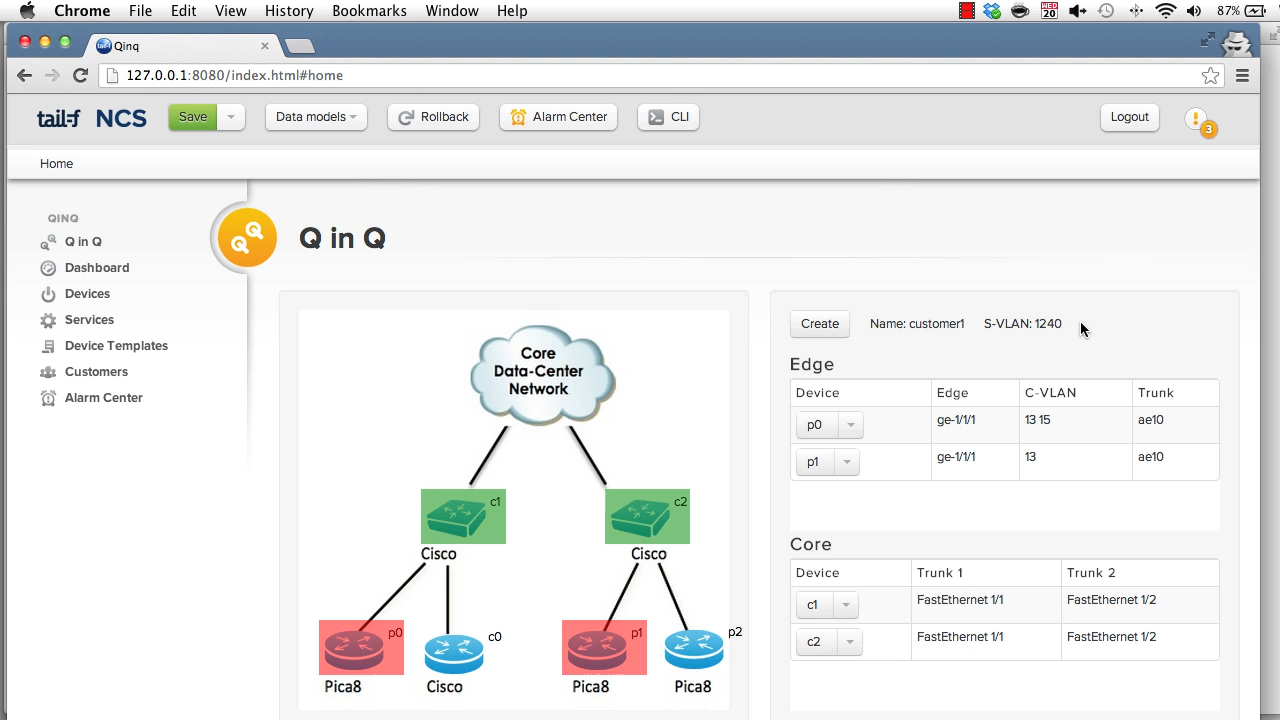 Chrome File Edit View History Bookmarks Window Help WED 20 87%
tail-f Qinq
127.0.0.1:8080/index.html#home
tail-f NCS Save Data models Rollback Alarm Center CLI Logout 3
Home
QINQ
Q in Q
Dashboard
Devices
Services
Device Templates
Customers
Alarm Center
Q Q
Q in Q
Core
Data-Center
Network
c1
c2
Cisco
Cisco
p0
c0
p1
p2
Pica8
Cisco
Pica8
Pica8
Create Name: customer1 S-VLAN: 1240
Edge
Device Edge C-VLAN Trunk
p0 ge-1/1/1 13 15 ae10
p1 ge-1/1/1 13 ae10
Core
Device Trunk 1 Trunk 2
c1 FastEthernet 1/1 FastEthernet 1/2
c2 FastEthernet 1/1 FastEthernet 1/2